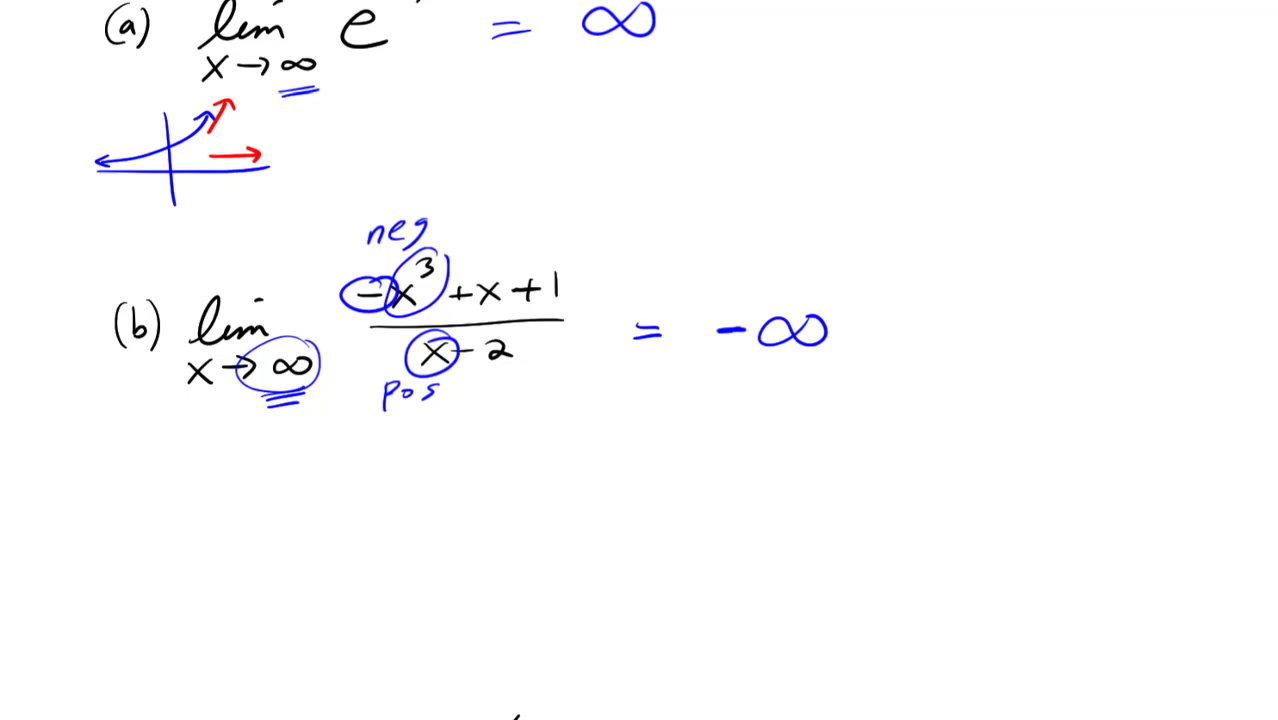 (a) lim e = ∞
x→∞
neg
(b) lim -x³+x+1 / x-2 = -∞
x→∞
pos